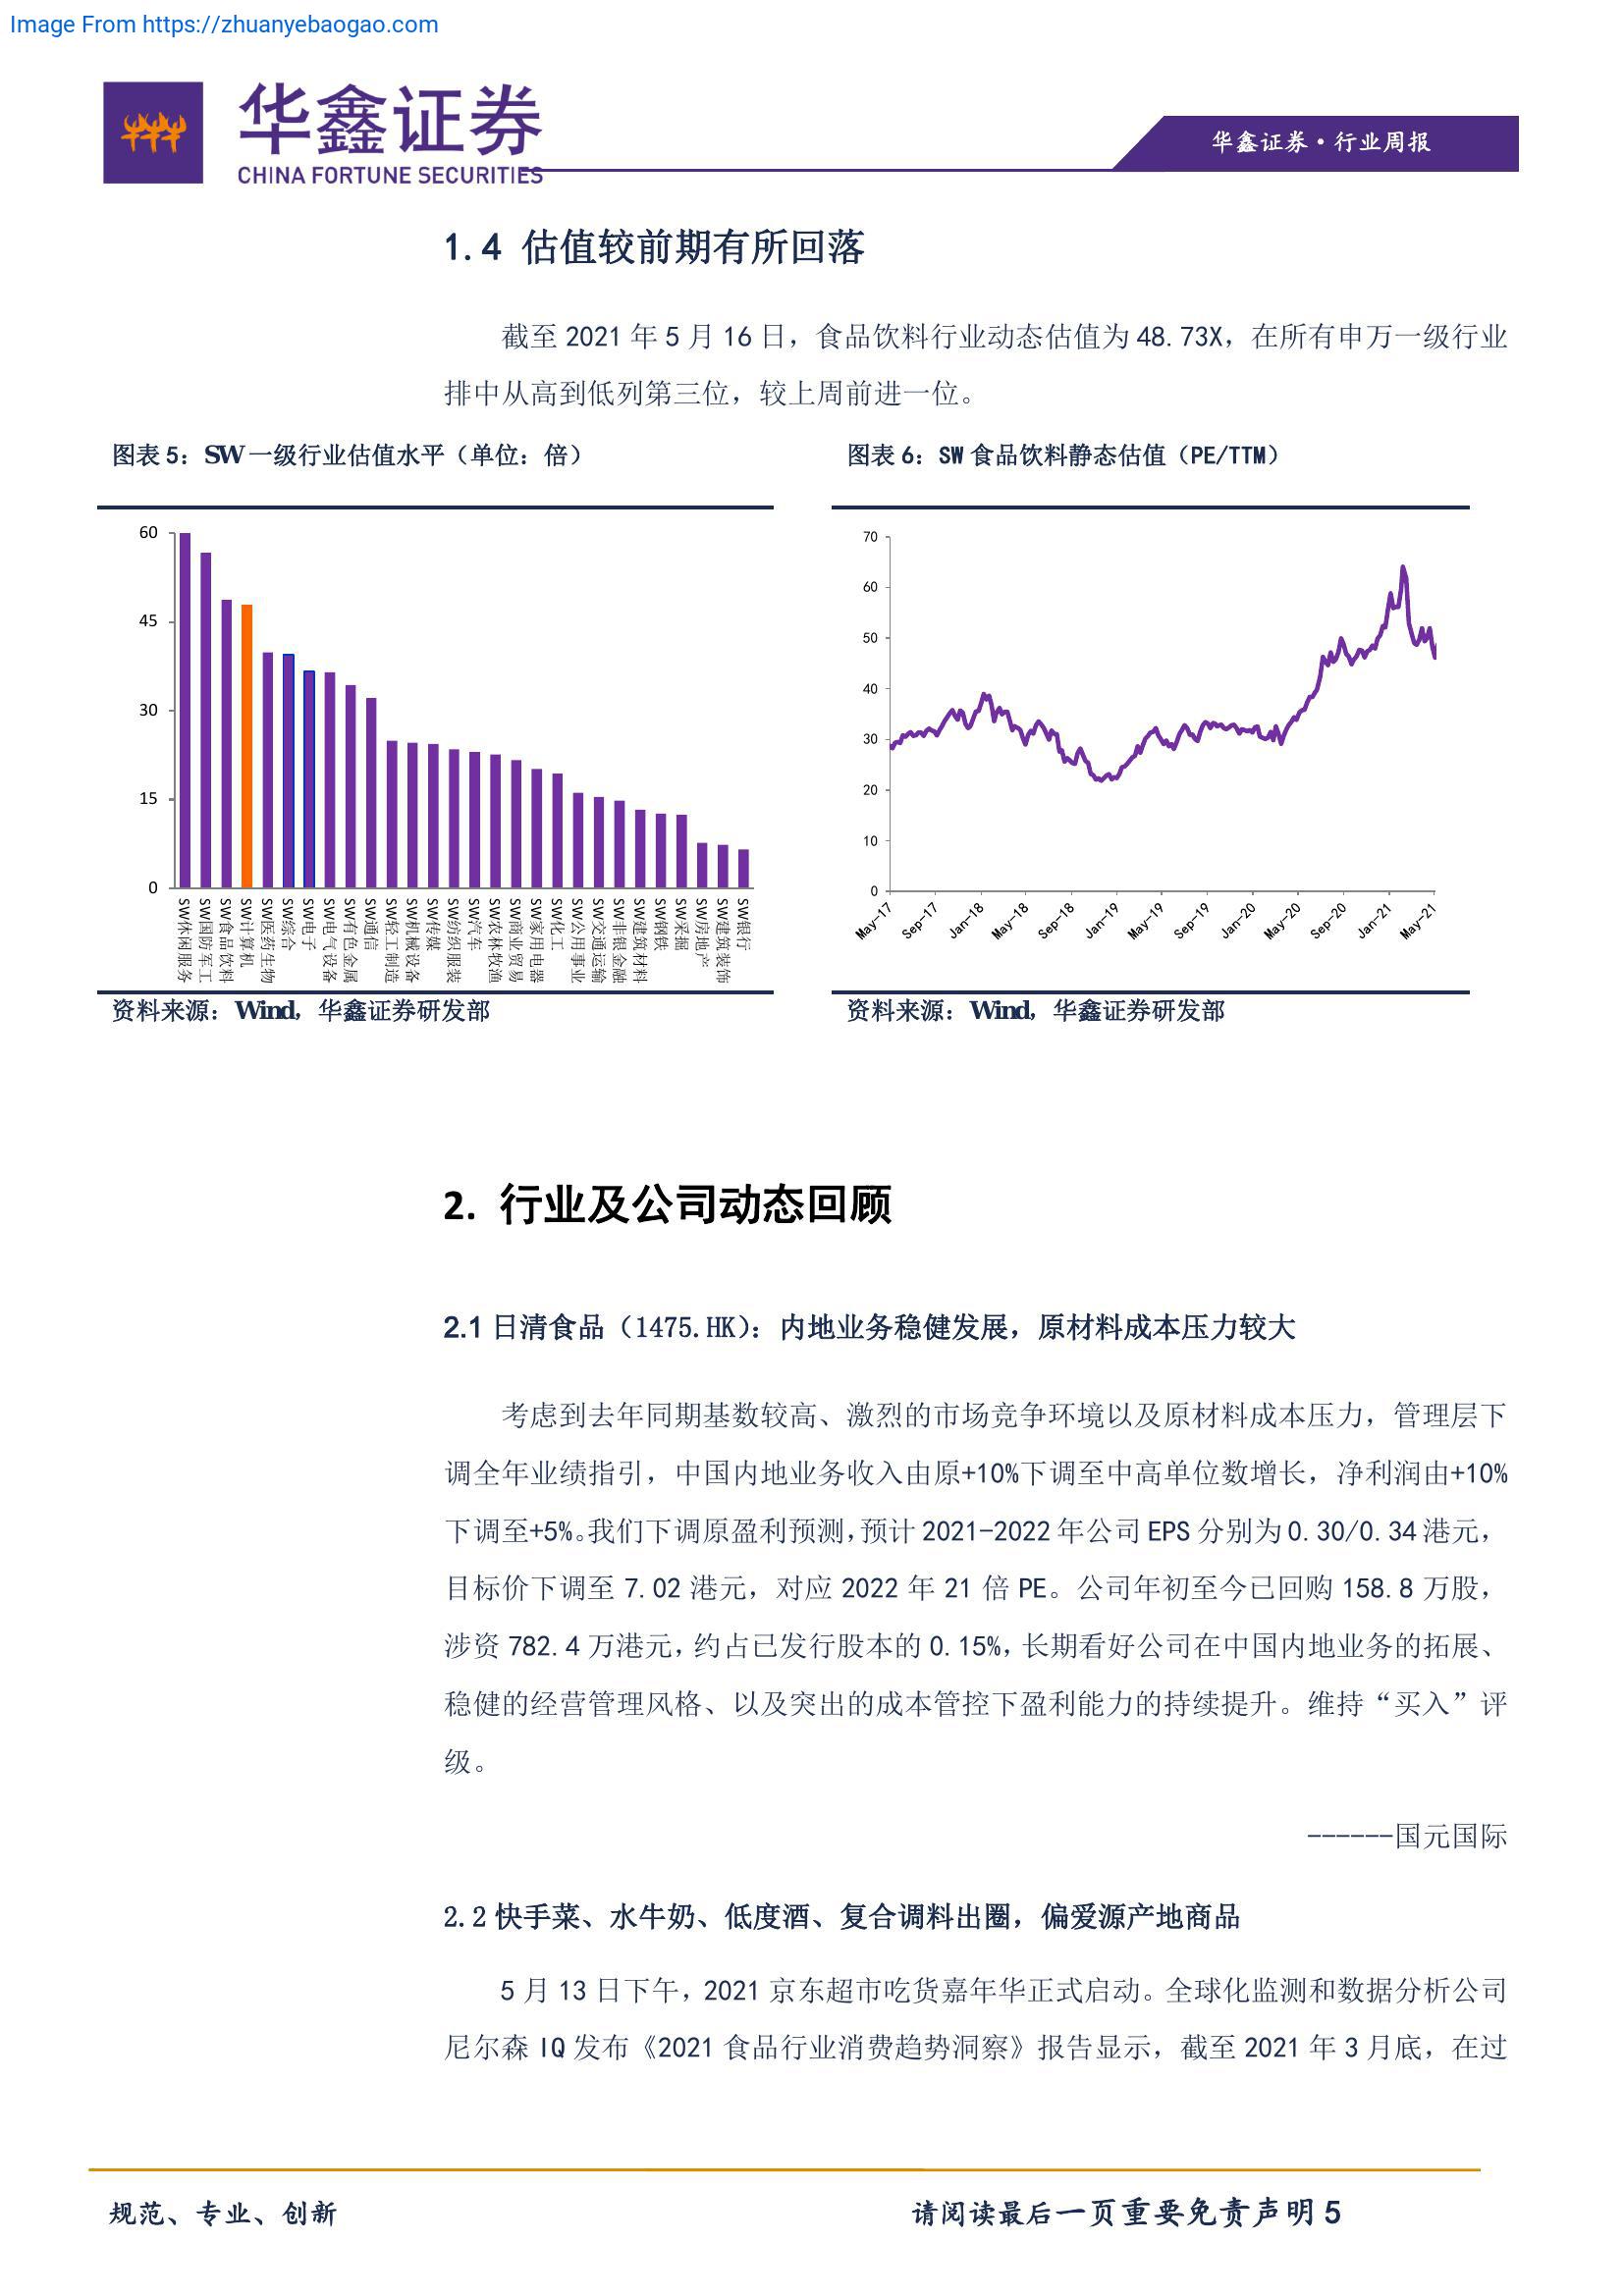 Image From https://zhuanyebaogao.com
华鑫证券
CHINA FORTUNE SECURITIES
华鑫证券·行业周报
1.4 估值较前期有所回落
截至 2021 年 5 月 16 日，食品饮料行业动态估值为 48.73X，在所有申万一级行业
排中从高到低列第三位，较上周前进一位。
图表 5：SW 一级行业估值水平（单位：倍）
60
45
30
15
0
SW休闲服务
SW国防军工
SW食品饮料
SW计算机
SW医药生物
SW综合
SW电子
SW电气设备
SW有色金属
SW通信
SW轻工制造
SW机械设备
SW传媒
SW纺织服装
SW汽车
SW农林牧渔
SW商业贸易
SW家用电器
SW化工
SW公用事业
SW交通运输
SW非银金融
SW建筑材料
SW钢铁
SW采掘
SW房地产
SW建筑装饰
SW银行
资料来源：Wind，华鑫证券研发部
图表 6：SW 食品饮料静态估值（PE/TTM）
70
60
50
40
30
20
10
0
May-17
Sep-17
Jan-18
May-18
Sep-18
Jan-19
May-19
Sep-19
Jan-20
May-20
Sep-20
Jan-21
May-21
资料来源：Wind，华鑫证券研发部
2. 行业及公司动态回顾
2.1 日清食品（1475.HK）：内地业务稳健发展，原材料成本压力较大
考虑到去年同期基数较高、激烈的市场竞争环境以及原材料成本压力，管理层下
调全年业绩指引，中国内地业务收入由原+10%下调至中高单位数增长，净利润由+10%
下调至+5%。我们下调原盈利预测，预计 2021-2022 年公司 EPS 分别为 0.30/0.34 港元，
目标价下调至 7.02 港元，对应 2022 年 21 倍 PE。公司年初至今已回购 158.8 万股，
涉资 782.4 万港元，约占已发行股本的 0.15%，长期看好公司在中国内地业务的拓展、
稳健的经营管理风格、以及突出的成本管控下盈利能力的持续提升。维持“买入”评
级。
------国元国际
2.2 快手菜、水牛奶、低度酒、复合调料出圈，偏爱源产地商品
5 月 13 日下午，2021 京东超市吃货嘉年华正式启动。全球化监测和数据分析公司
尼尔森 IQ 发布《2021 食品行业消费趋势洞察》报告显示，截至 2021 年 3 月底，在过
规范、专业、创新
请阅读最后一页重要免责声明 5